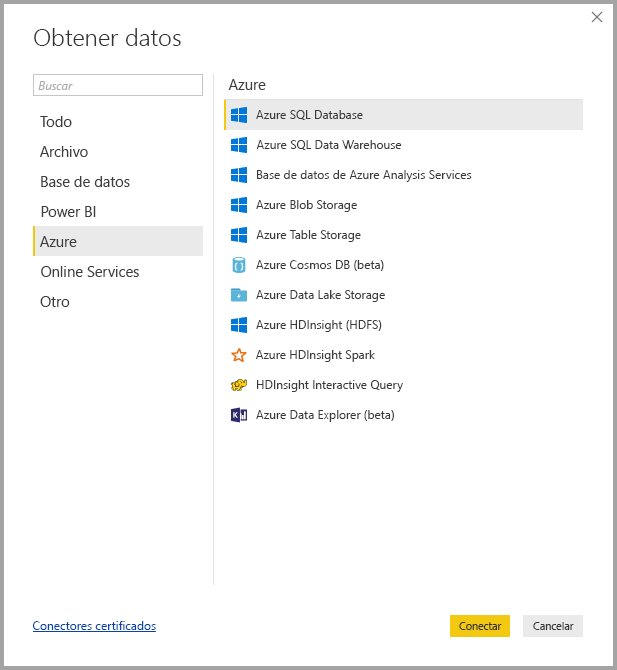 Obtener datos
Buscar
Todo
Archivo
Base de datos
Power BI
Azure
Online Services
Otro
Azure
Azure SQL Database
Azure SQL Data Warehouse
Base de datos de Azure Analysis Services
Azure Blob Storage
Azure Table Storage
Azure Cosmos DB (beta)
Azure Data Lake Storage
Azure HDInsight (HDFS)
Azure HDInsight Spark
HDInsight Interactive Query
Azure Data Explorer (beta)
Conectores certificados
Conectar
Cancelar